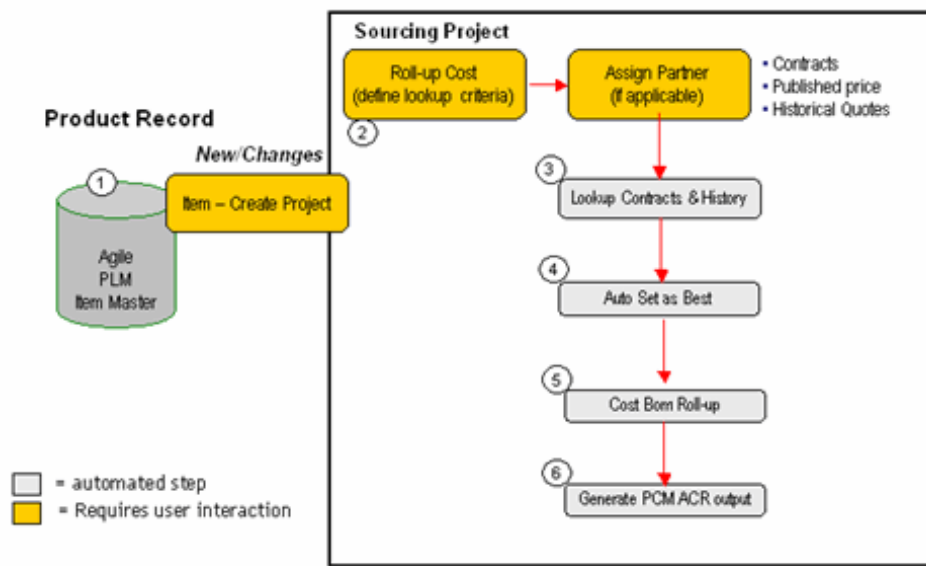 Sourcing Project
Roll-up Cost
(define lookup criteria)
Assign Partner
(if applicable)
• Contracts
• Published price
• Historical Quotes
2
Product Record
New/Changes
1
Item – Create Project
Agile
PLM
Item Master
3
Lookup Contracts & History
4
Auto Set as Best
5
Cost Bom Roll-up
6
Generate PCM ACR output
= automated step
= Requires user interaction